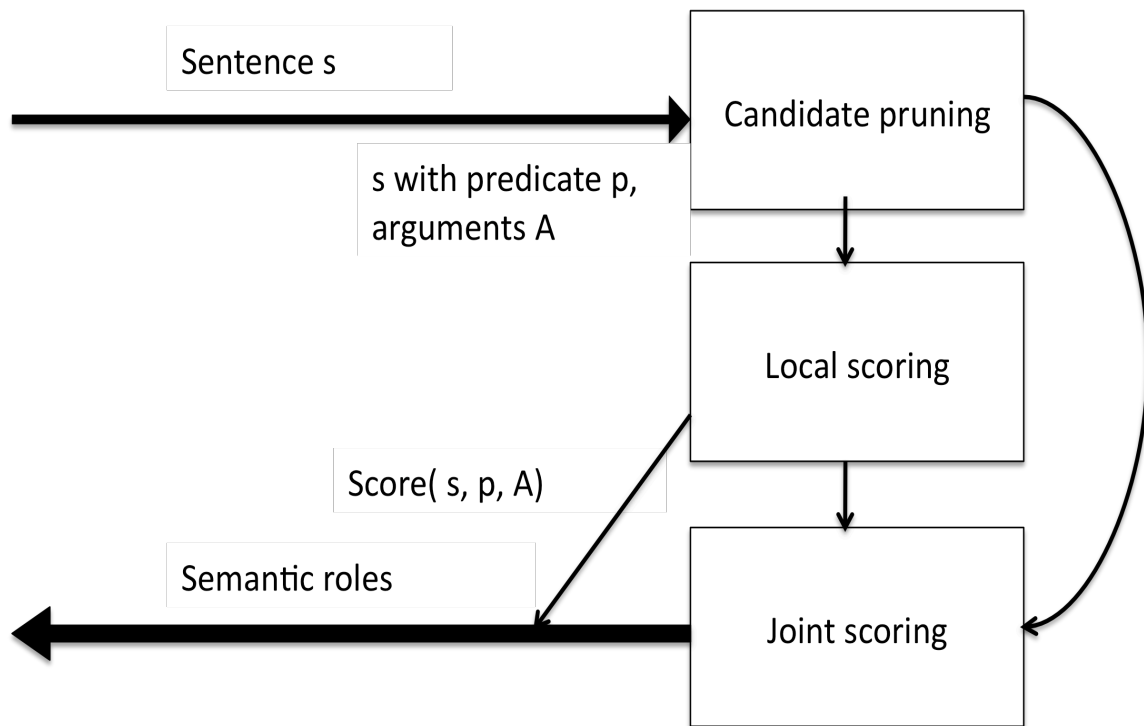 Sentence s
Candidate pruning
s with predicate p,
arguments A
Local scoring
Score( s, p, A)
Semantic roles
Joint scoring